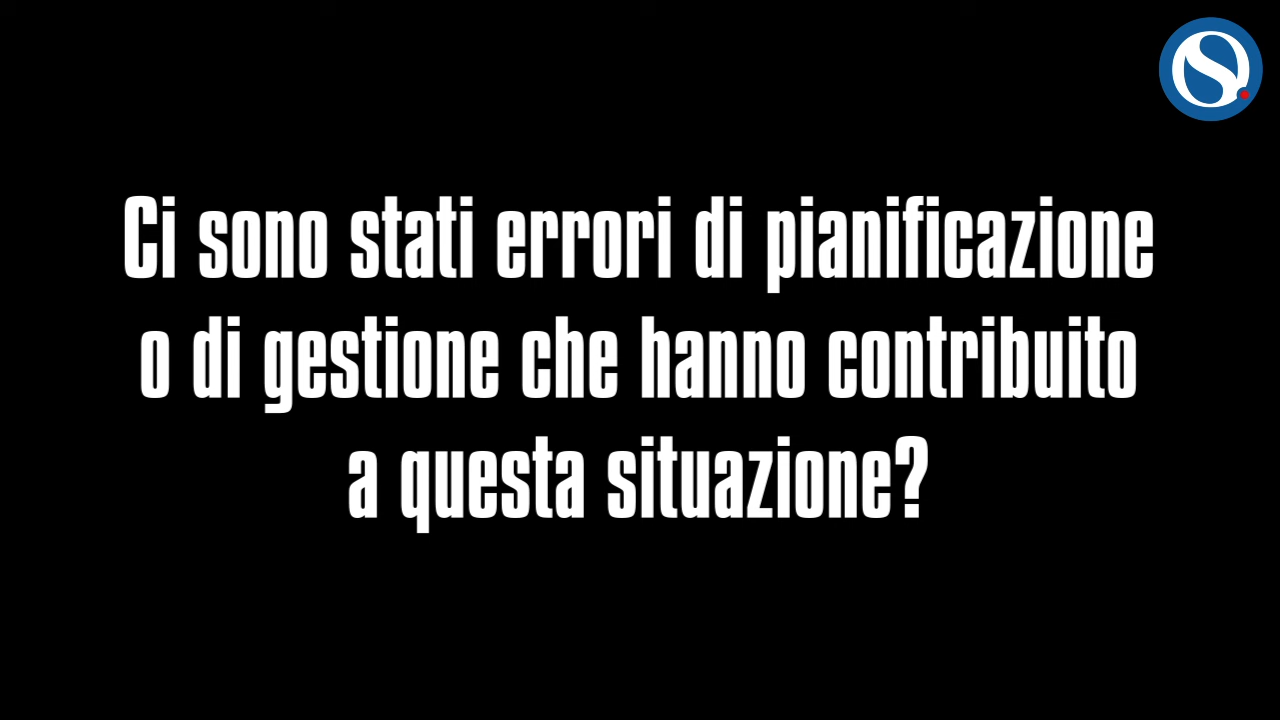 Ci sono stati errori di pianificazione
o di gestione che hanno contribuito
a questa situazione?